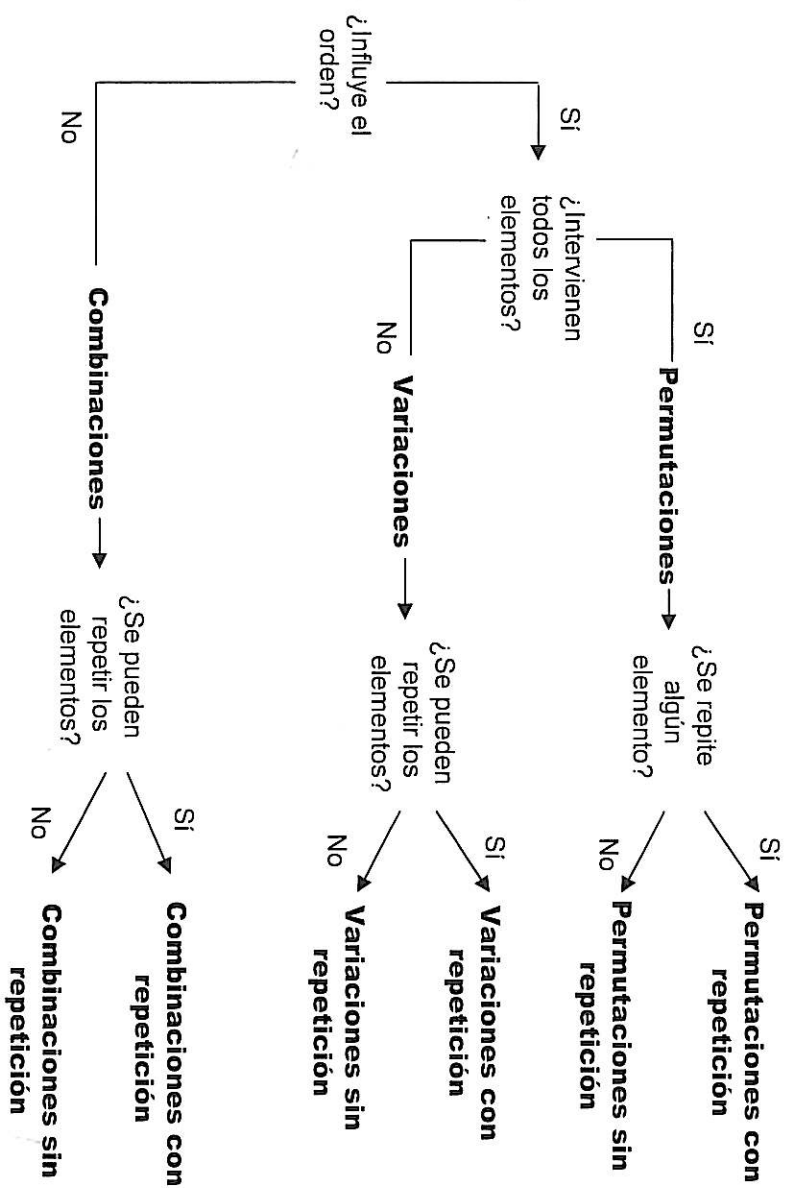 ¿Influye el
orden?
Sí
¿Intervienen
todos los
elementos?
Sí
Permutaciones
¿Se repite
algún
elemento?
Sí
Permutaciones con
repetición
No
Permutaciones sin
repetición
No
Variaciones
¿Se pueden
repetir los
elementos?
Sí
Variaciones con
repetición
No
Variaciones sin
repetición
No
Combinaciones
¿Se pueden
repetir los
elementos?
Sí
Combinaciones con
repetición
No
Combinaciones sin
repetición